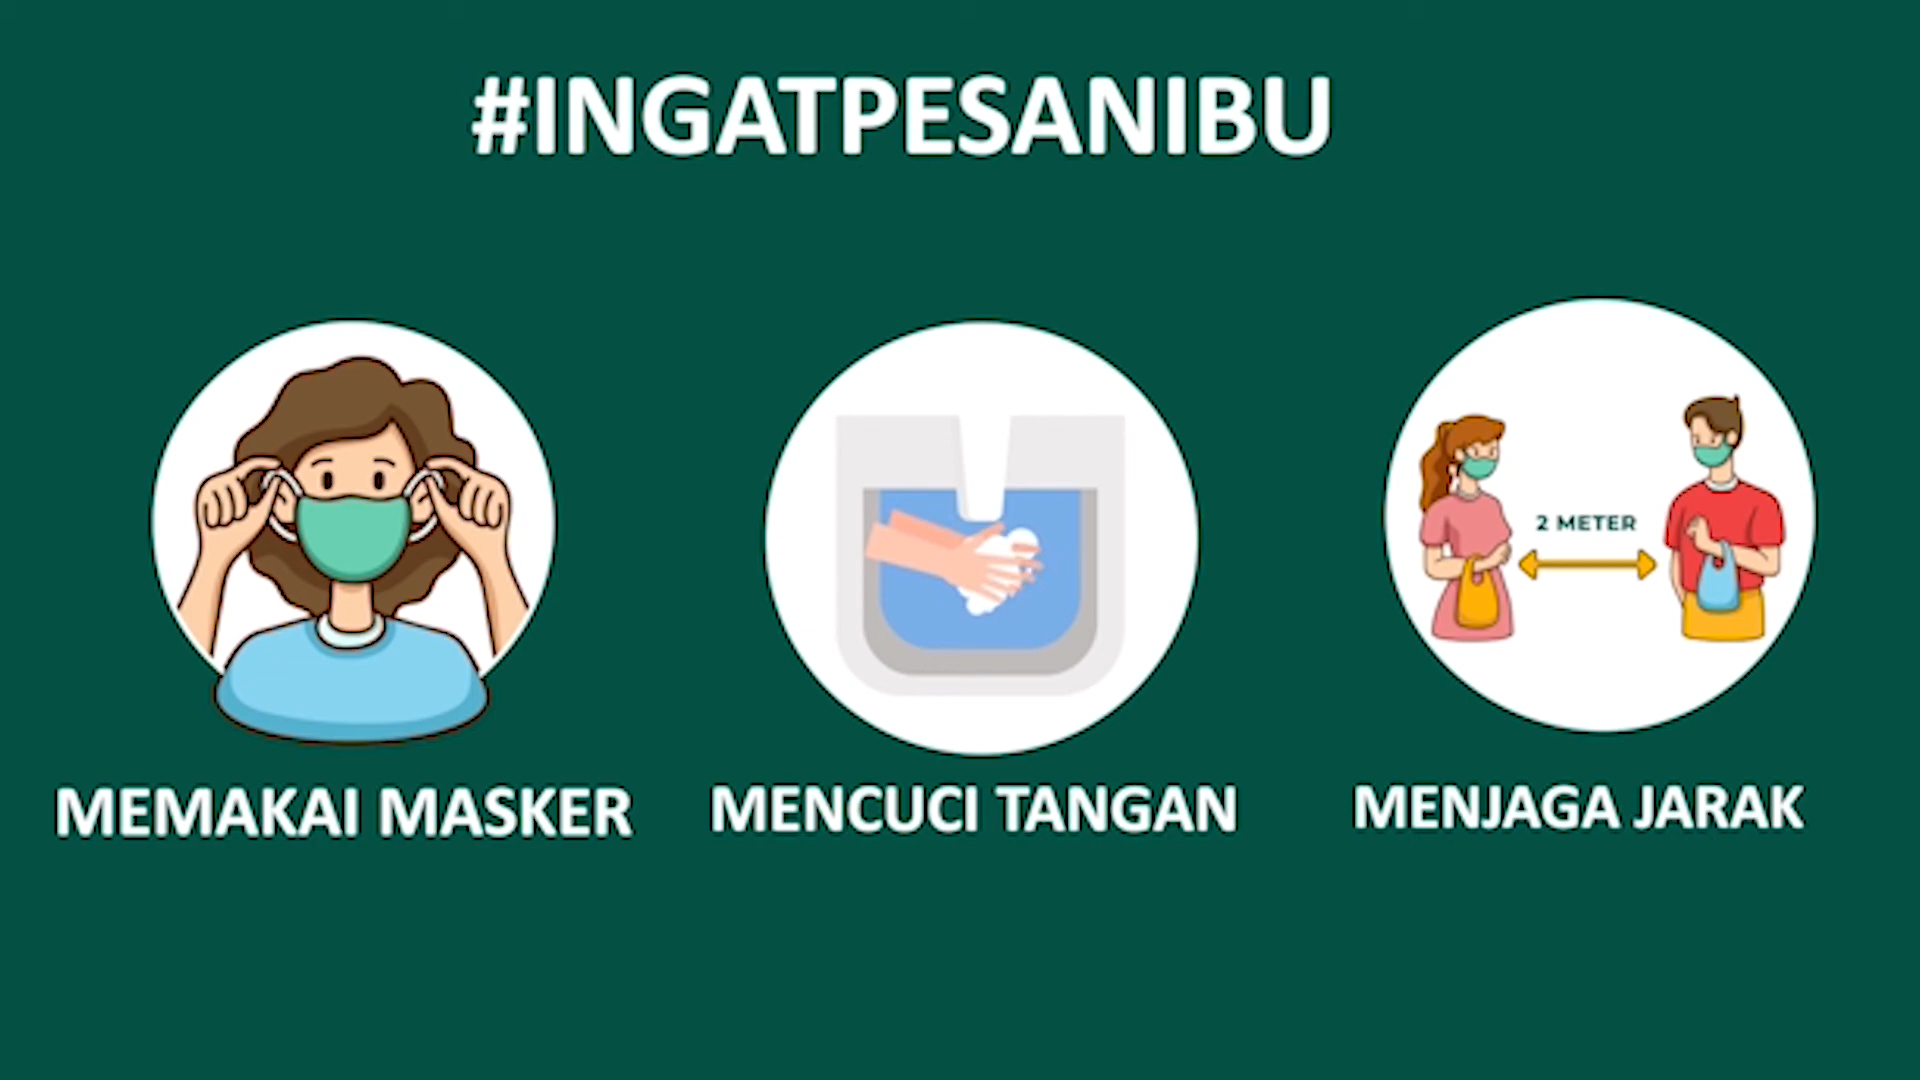 #INGATPESANIBU
2 METER
MEMAKAI MASKER
MENCUCI TANGAN
MENJAGA JARAK